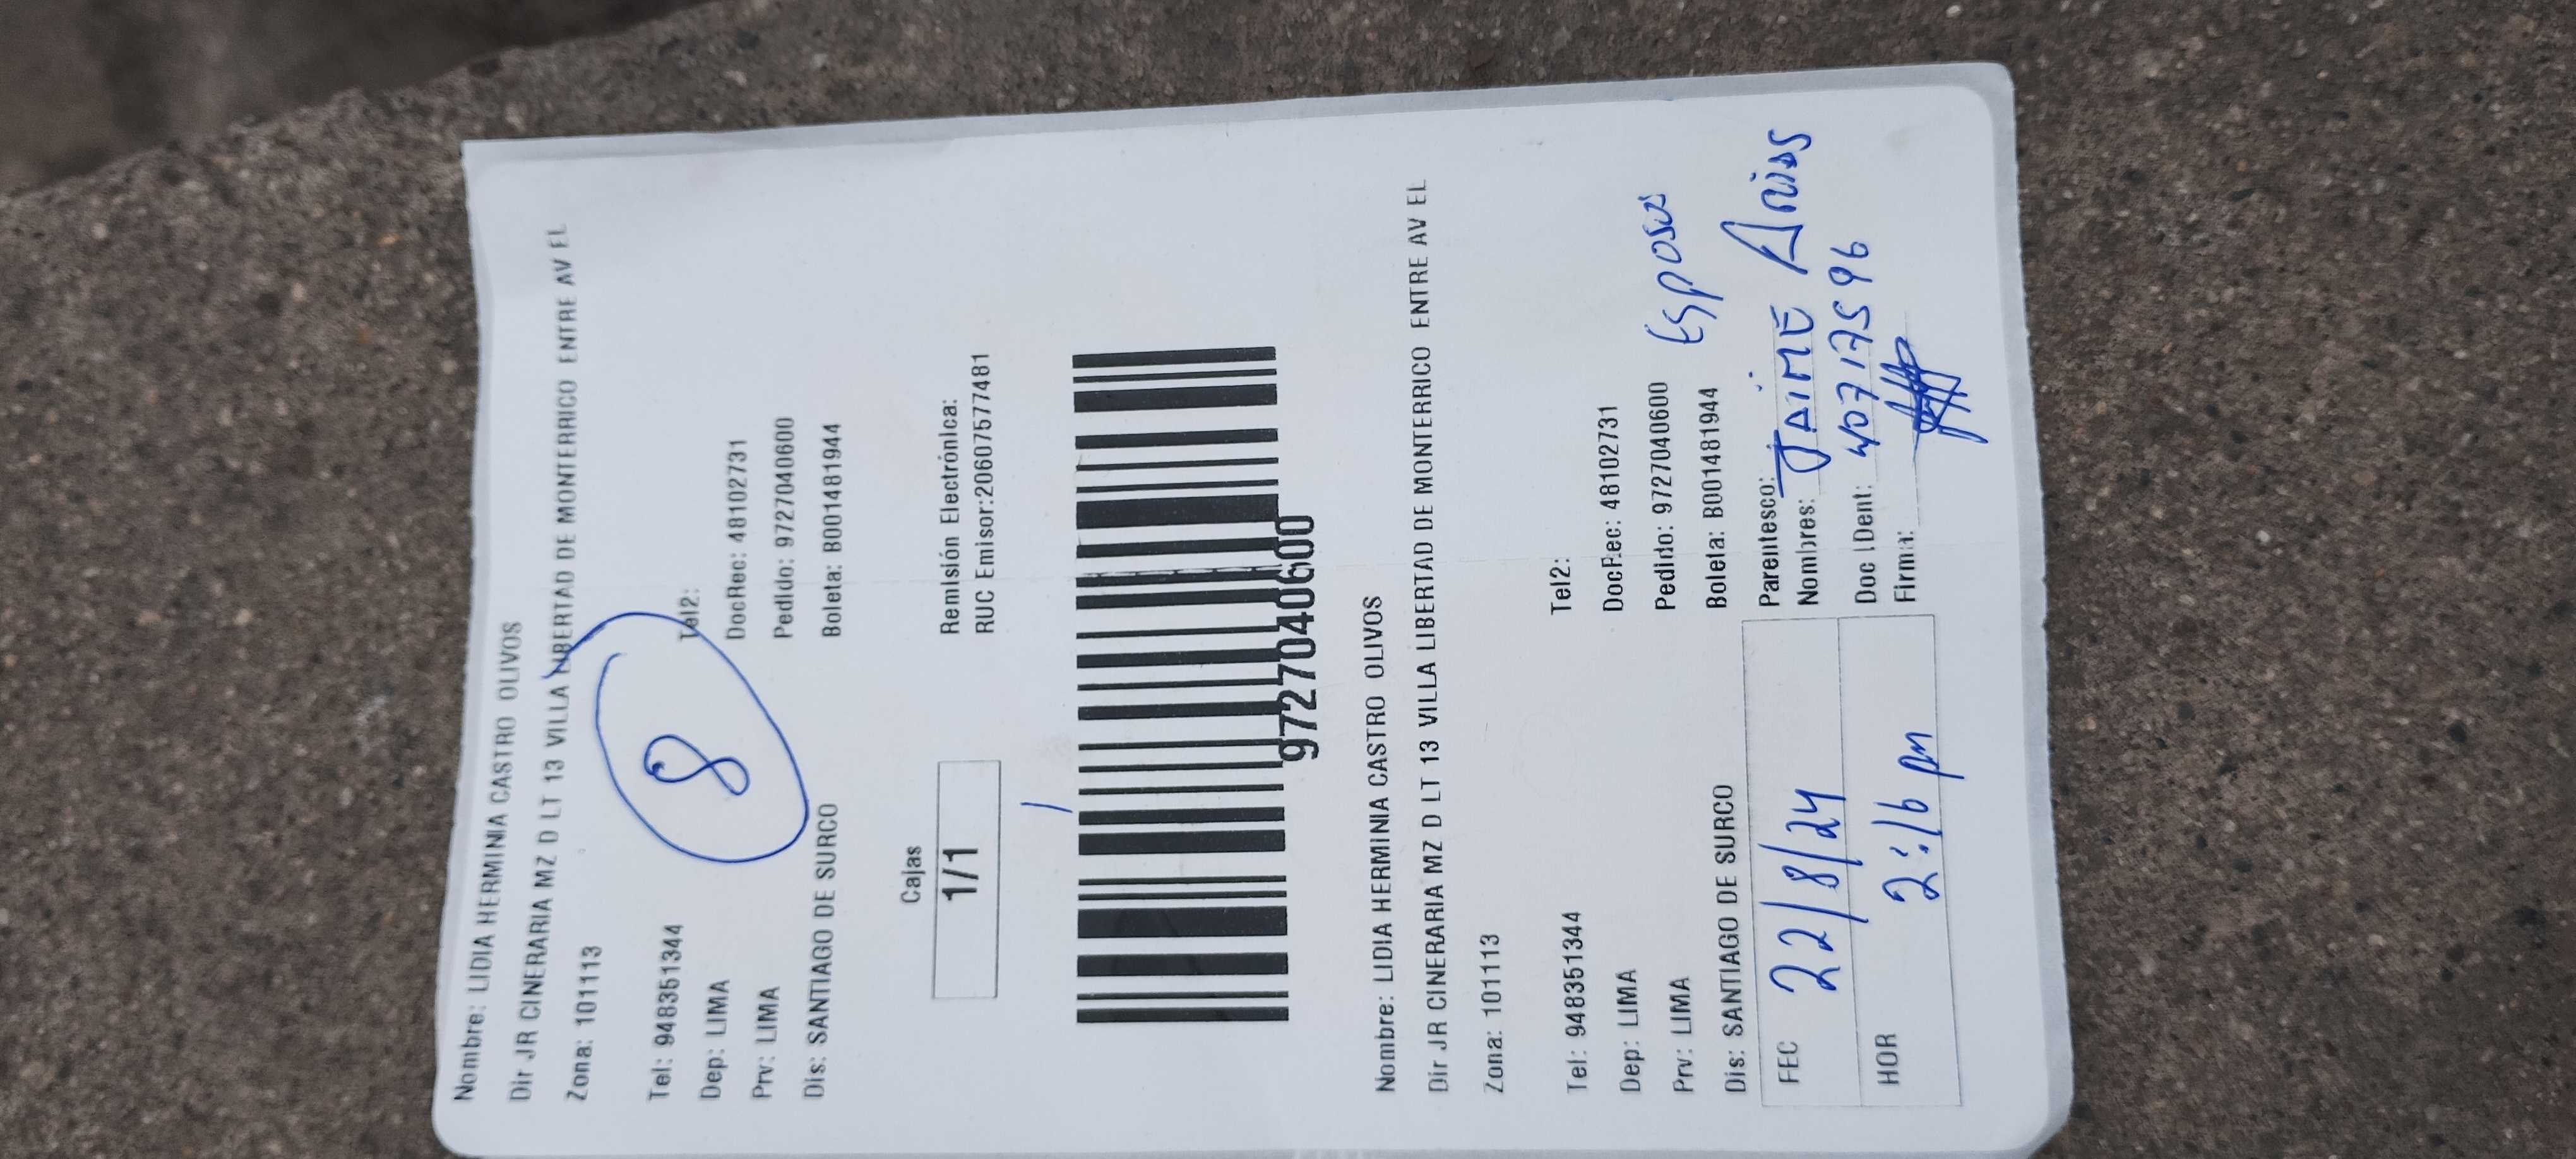 Nombre: LIDIA HERMINIA CASTRO OLIVOS
Dir JR CINERARIA MZ D LT 13 VILLA LIBERTAD DE MONTERRICO ENTRE AV EL
Zona: 101113
8
Tel: 948351344 Tel2:
Dep: LIMA DocRec: 48102731
Prv: LIMA Pedido: 97270440600
Dis: SANTIAGO DE SURCO Boleta: B001481944
Cajas Remisión Electrónica:
1/1 RUC Emisor:20607577481
97270440600
Nombre: LIDIA HERMINIA CASTRO OLIVOS
Dir JR CINERARIA MZ D LT 13 VILLA LIBERTAD DE MONTERRICO ENTRE AV EL
Zona: 101113
Tel: 948351344 Tel2:
Dep: LIMA DocRec: 48102731
Prv: LIMA Pedido: 97270440600 Esposo
Dis: SANTIAGO DE SURCO Boleta: B001481944
FEC 22/8/24 Parentesco:
Nombres: JAIME
HOR 2:16 pm Doc IDent: 40717596
Firma: